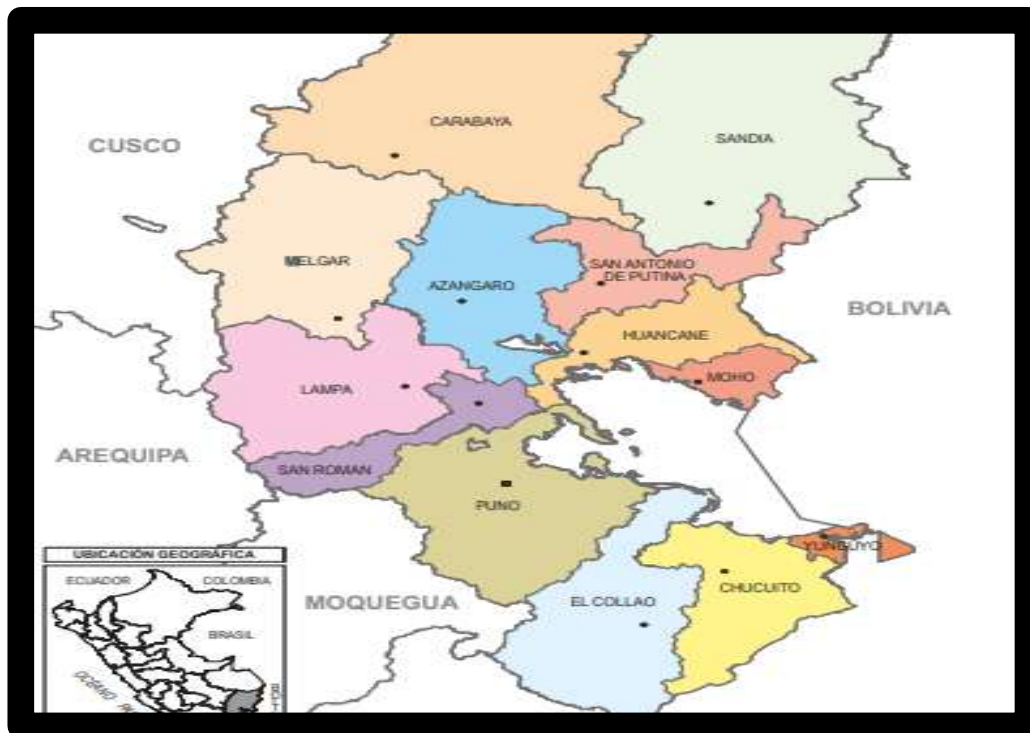 CARABAYA
SANDIA
CUSCO
MELGAR
SAN ANTONIO
DE PUTINA
AZANGARO
BOLIVIA
HUANCANE
MOHO
LAMPA
AREQUIPA
SAN ROMAN
PUNO
YUNGUYO
UBICACIÓN GEOGRÁFICA
ECUADOR
COLOMBIA
CHUCUITO
MOQUEGUA
EL COLLAO
BRASIL
OCÉANO